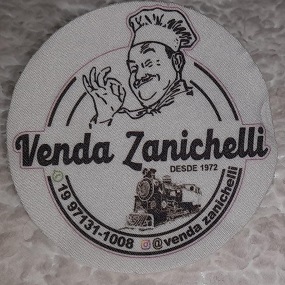 Venda Zanichelli
DESDE 1972
19 97131-1008 @venda zanichelli